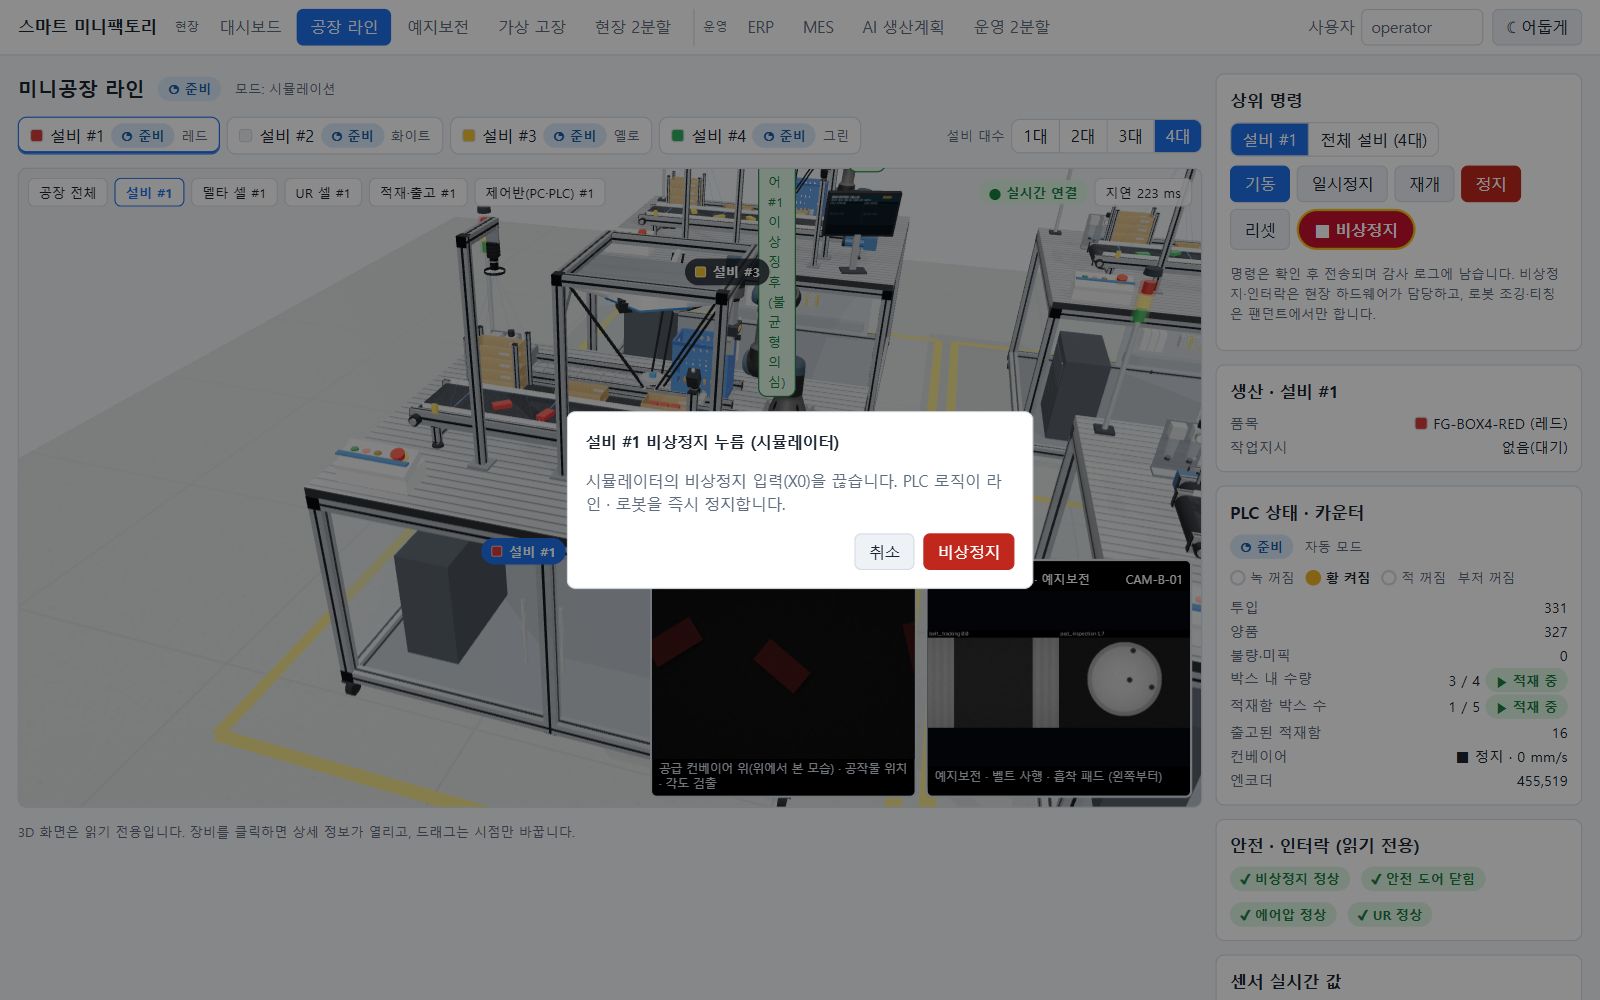 스마트 미니팩토리 현장 대시보드 공장 라인 예지보전 가상 고장 현장 2분할 운영 ERP MES AI 생산계획 운영 2분할 사용자 operator ☾ 어둡게
미니공장 라인 준비 모드: 시뮬레이션
설비 #1 준비 레드 설비 #2 준비 화이트 설비 #3 준비 옐로 설비 #4 준비 그린 설비 대수 1대 2대 3대 4대
공장 전체 설비 #1 델타 셀 #1 UR 셀 #1 적재·출고 #1 제어반(PC·PLC) #1 ● 실시간 연결 지연 223 ms
어
#1
이
상
징
후
(불
균
형
의
심)
설비 #3
설비 #1
설비 #1 비상정지 누름 (시뮬레이터)
시뮬레이터의 비상정지 입력(X0)을 끊습니다. PLC 로직이 라
인 · 로봇을 즉시 정지합니다.
취소 비상정지
· 예지보전 CAM-B-01
공급 컨베이어 위(위에서 본 모습) · 공작물 위치
· 각도 검출
예지보전 · 벨트 사행 · 흡착 패드 (왼쪽부터)
3D 화면은 읽기 전용입니다. 장비를 클릭하면 상세 정보가 열리고, 드래그는 시점만 바꿉니다.
상위 명령
설비 #1 전체 설비 (4대)
기동 일시정지 재개 정지
리셋 ■ 비상정지
명령은 확인 후 전송되며 감사 로그에 남습니다. 비상정
지·인터락은 현장 하드웨어가 담당하고, 로봇 조깅·티칭
은 팬던트에서만 합니다.
생산 · 설비 #1
품목 FG-BOX4-RED (레드)
작업지시 없음(대기)
PLC 상태 · 카운터
준비 자동 모드
녹 꺼짐 황 켜짐 적 꺼짐 부저 꺼짐
투입 331
양품 327
불량·미픽 0
박스 내 수량 3 / 4 ▶ 적재 중
적재함 박스 수 1 / 5 ▶ 적재 중
출고된 적재함 16
컨베이어 ■ 정지 · 0 mm/s
엔코더 455,519
안전 · 인터락 (읽기 전용)
✓ 비상정지 정상 ✓ 안전 도어 닫힘
✓ 에어압 정상 ✓ UR 정상
센서 실시간 값